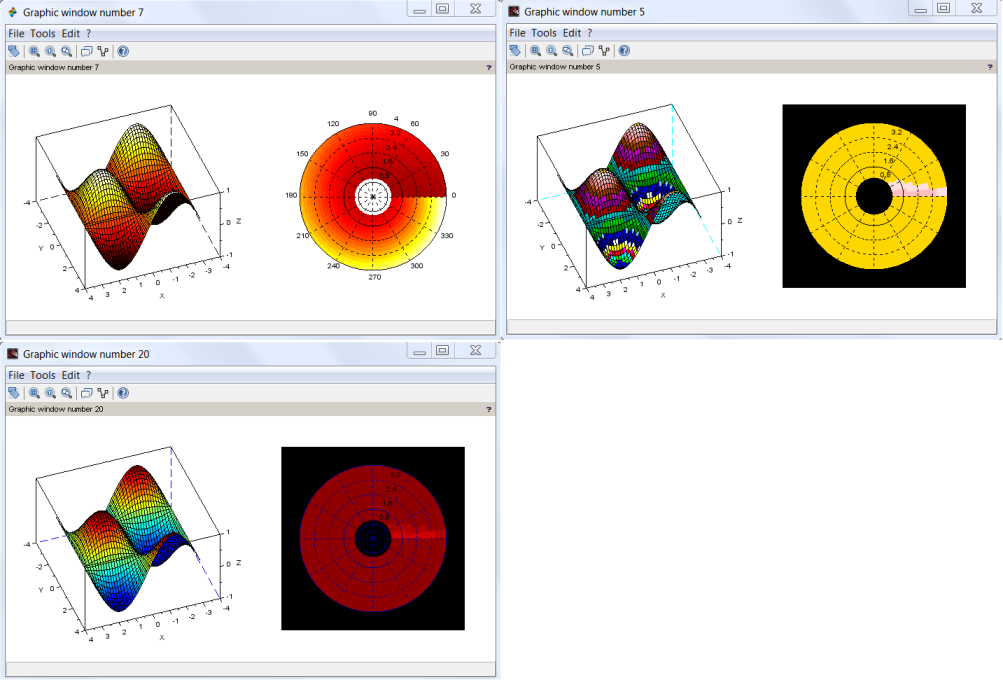 Graphic window number 7
File Tools Edit ?
Graphic window number 7 ?
90
120 4 60
3.2
150 2.4 30
1.6
0.8
180 0
210 330
240 300
270
-4 -2 0 2 4
Y
4 3 2 1 0 -1 -2 -3 -4
X
1 0 -1
Z
Graphic window number 5
File Tools Edit ?
Graphic window number 5 ?
3.2
2.4
1.6
0.8
-4 -2 0 2 4
Y
4 3 2 1 0 -1 -2 -3 -4
X
1 0 -1
Z
Graphic window number 20
File Tools Edit ?
Graphic window number 20 ?
3.2
2.4
1.6
0.8
-4 -2 0 2 4
Y
4 3 2 1 0 -1 -2 -3 -4
X
1 0 -1
Z